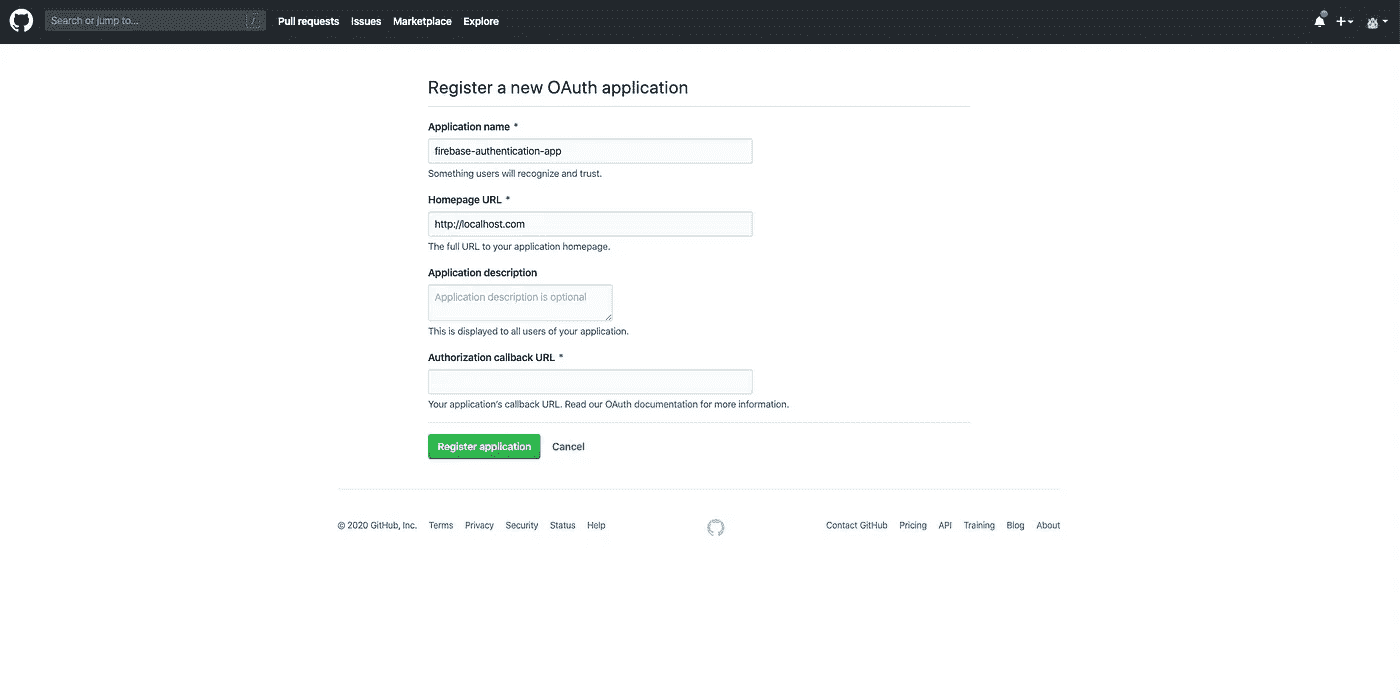 Search or jump to... /
Pull requests Issues Marketplace Explore
Register a new OAuth application
Application name *
firebase-authentication-app
Something users will recognize and trust.
Homepage URL *
http://localhost.com
The full URL to your application homepage.
Application description
Application description is optional
This is displayed to all users of your application.
Authorization callback URL *
Your application's callback URL. Read our OAuth documentation for more information.
Register application Cancel
© 2020 GitHub, Inc. Terms Privacy Security Status Help Contact GitHub Pricing API Training Blog About